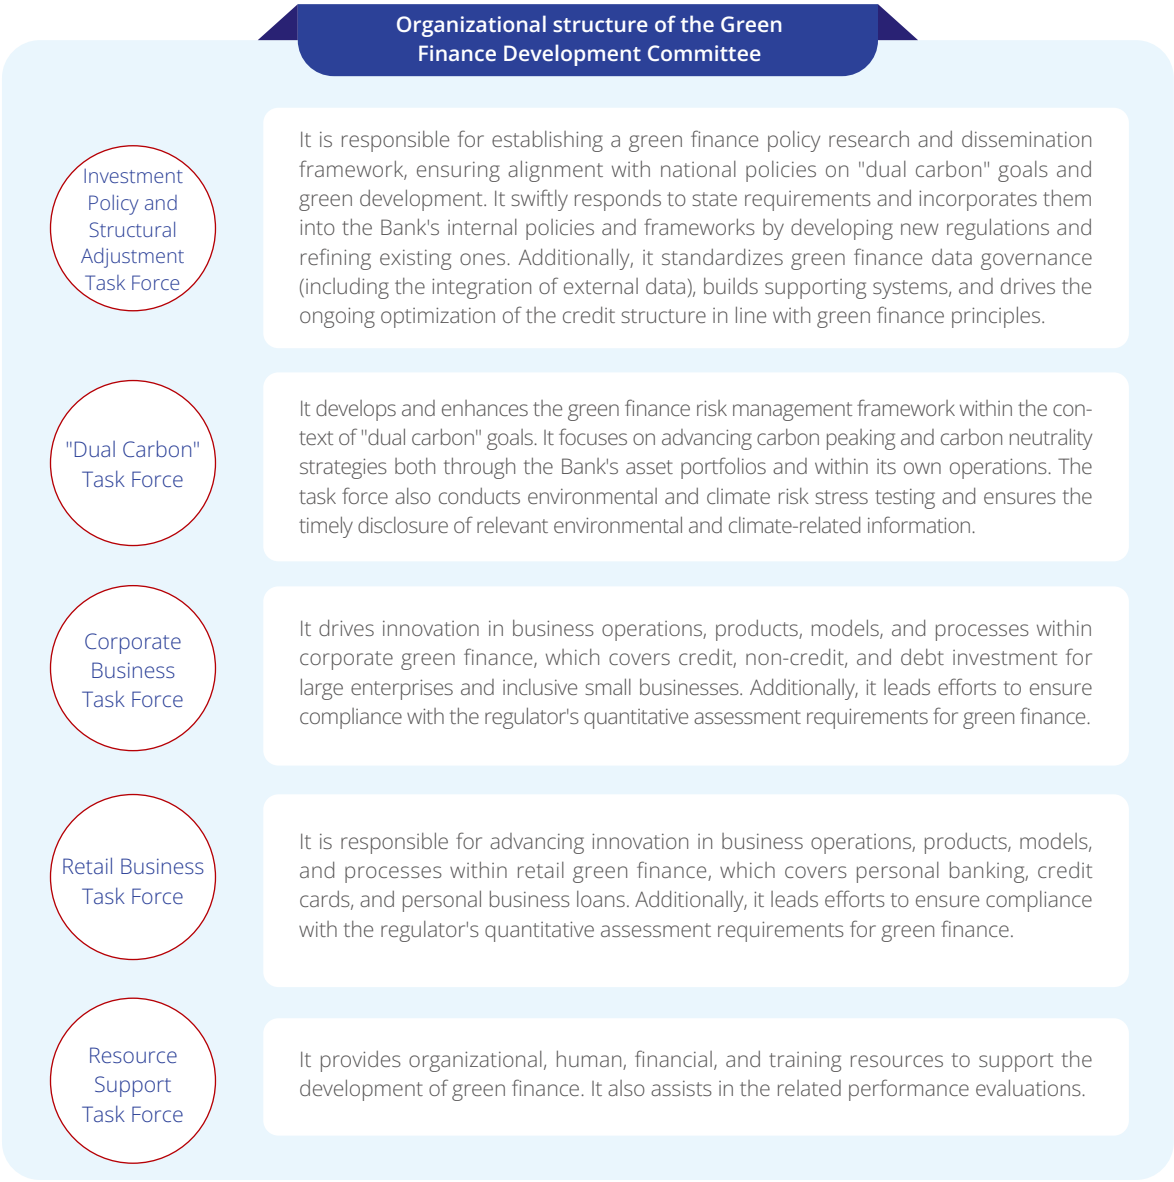 Organizational structure of the Green
Finance Development Committee
Investment
Policy and
Structural
Adjustment
Task Force
It is responsible for establishing a green finance policy research and dissemination
framework, ensuring alignment with national policies on "dual carbon" goals and
green development. It swiftly responds to state requirements and incorporates them
into the Bank's internal policies and frameworks by developing new regulations and
refining existing ones. Additionally, it standardizes green finance data governance
(including the integration of external data), builds supporting systems, and drives the
ongoing optimization of the credit structure in line with green finance principles.
"Dual Carbon"
Task Force
It develops and enhances the green finance risk management framework within the con-
text of "dual carbon" goals. It focuses on advancing carbon peaking and carbon neutrality
strategies both through the Bank's asset portfolios and within its own operations. The
task force also conducts environmental and climate risk stress testing and ensures the
timely disclosure of relevant environmental and climate-related information.
Corporate
Business
Task Force
It drives innovation in business operations, products, models, and processes within
corporate green finance, which covers credit, non-credit, and debt investment for
large enterprises and inclusive small businesses. Additionally, it leads efforts to ensure
compliance with the regulator's quantitative assessment requirements for green finance.
Retail Business
Task Force
It is responsible for advancing innovation in business operations, products, models,
and processes within retail green finance, which covers personal banking, credit
cards, and personal business loans. Additionally, it leads efforts to ensure compliance
with the regulator's quantitative assessment requirements for green finance.
Resource
Support
Task Force
It provides organizational, human, financial, and training resources to support the
development of green finance. It also assists in the related performance evaluations.